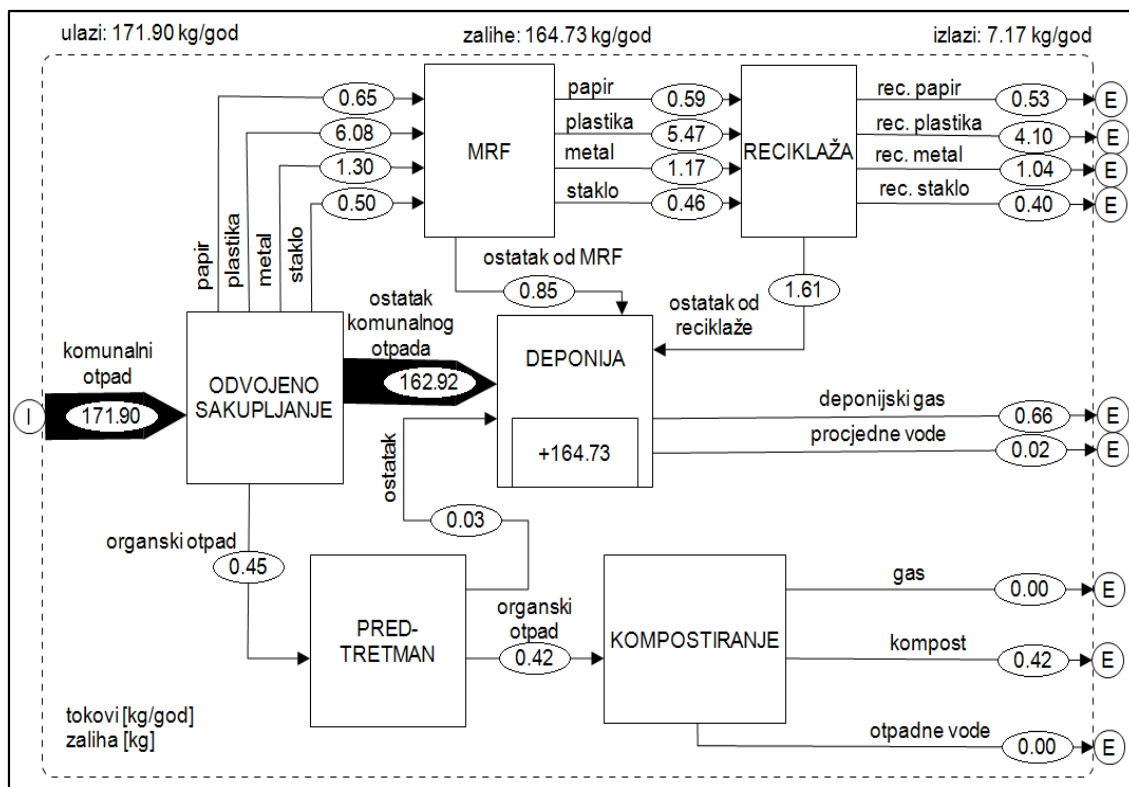 ulazi: 171.90 kg/god
zalihe: 164.73 kg/god
izlazi: 7.17 kg/god
0.65
6.08
1.30
0.50
papir
plastika
metal
staklo
MRF
papir
0.59
plastika
5.47
metal
1.17
staklo
0.46
RECIKLAŽA
rec. papir
0.53
E
rec. plastika
4.10
E
rec. metal
1.04
E
rec. staklo
0.40
E
ostatak od MRF
0.85
1.61
ostatak od
reciklaže
komunalni
otpad
I
171.90
ODVOJENO
SAKUPLJANJE
ostatak
komunalnog
otpada
162.92
DEPONIJA
+164.73
deponijski gas
0.66
E
procjedne vode
0.02
E
ostatak
0.03
organski otpad
0.45
PRED-
TRETMAN
organski
otpad
0.42
KOMPOSTIRANJE
gas
0.00
E
kompost
0.42
E
otpadne vode
0.00
E
tokovi [kg/god]
zaliha [kg]